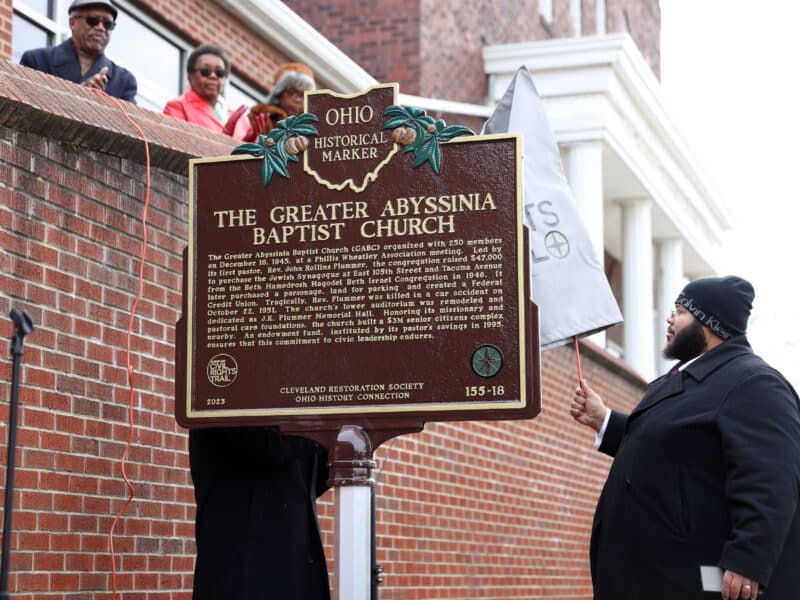 OHIO
HISTORICAL
MARKER
THE GREATER ABYSSINIA
BAPTIST CHURCH
The Greater Abyssinia Baptist Church (GABC) organized with 250 members
on December 16, 1945, at a Phillis Wheatley Association meeting. Led by
its first pastor, Rev. John Rollins Plummer, the congregation raised $47,000
to purchase the Jewish Synagogue at East 105th Street and Tacoma Avenue
from the Beth Hamedrosh Hagodel Beth Israel Congregation in 1946. It
later purchased a parsonage, land for parking and created a Federal
Credit Union. Tragically, Rev. Plummer was killed in a car accident on
October 22, 1951. The church's lower auditorium was remodeled and
dedicated as J.R. Plummer Memorial Hall. Honoring its missionary and
pastoral care foundations, the church built a $3M senior citizens complex
nearby. An endowment fund, instituted by its pastor's savings in 1995,
ensures that this commitment to civic leadership endures.
CIVIL
RIGHTS
TRAIL
2023
CLEVELAND RESTORATION SOCIETY
OHIO HISTORY CONNECTION
155-18
TS
L
Calvin Klein